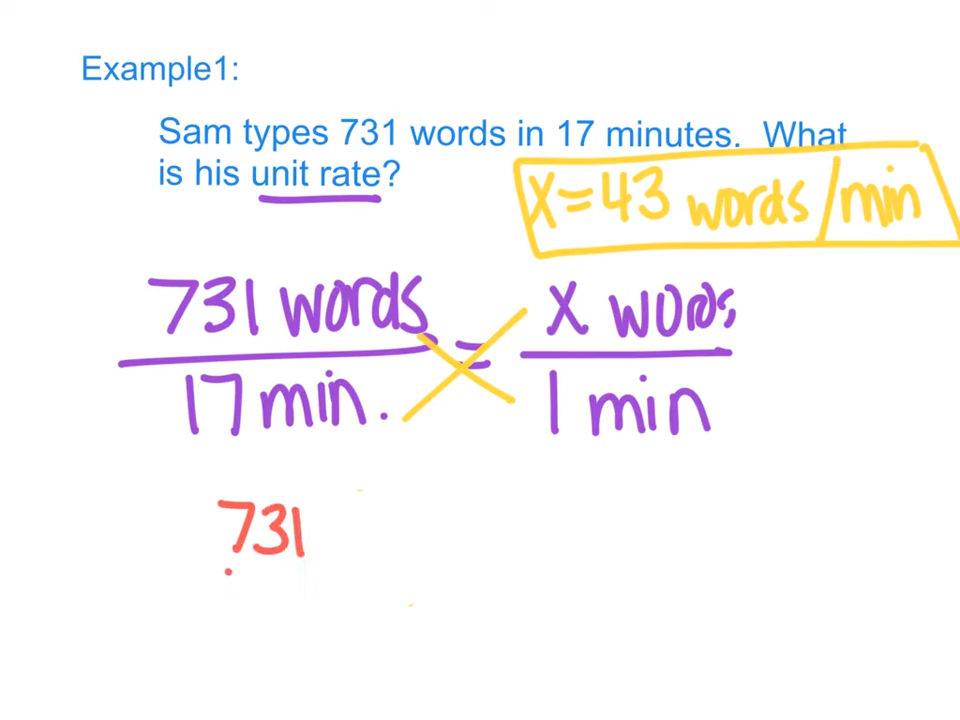 Example1:
Sam types 731 words in 17 minutes. What
is his unit rate?
x=43 words/min
731 words = x words
17 min. 1 min
731